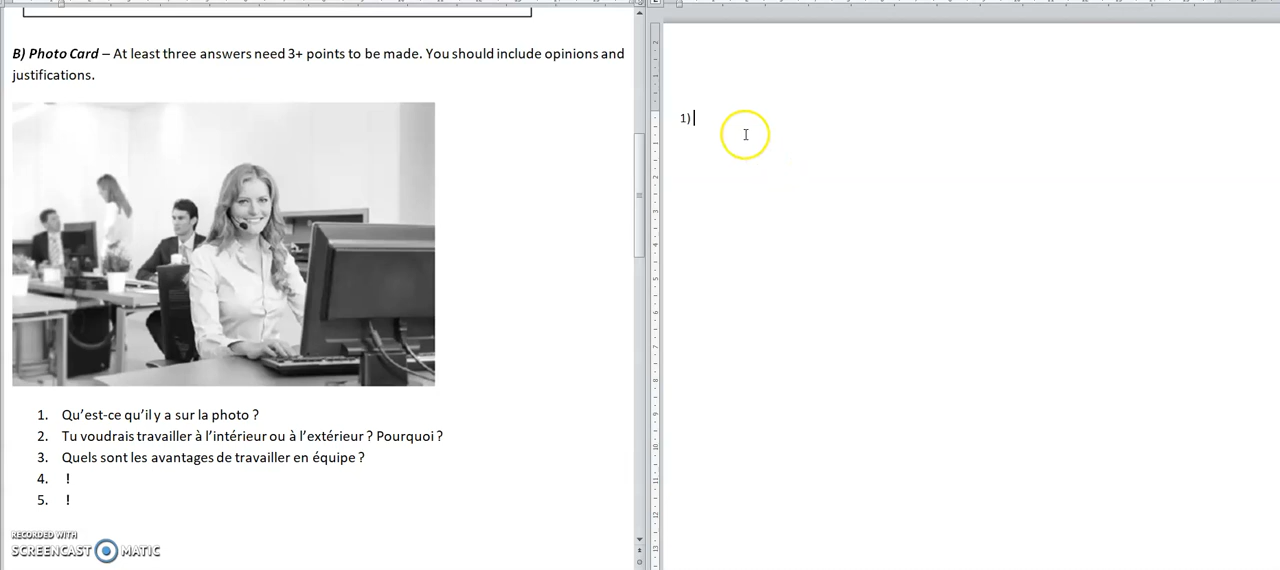 B) Photo Card – At least three answers need 3+ points to be made. You should include opinions and
justifications.
1. Qu’est-ce qu’il y a sur la photo ?
2. Tu voudrais travailler à l’intérieur ou à l’extérieur ? Pourquoi ?
3. Quels sont les avantages de travailler en équipe ?
4. !
5. !
RECORDED WITH
SCREENCAST MATIC
1)